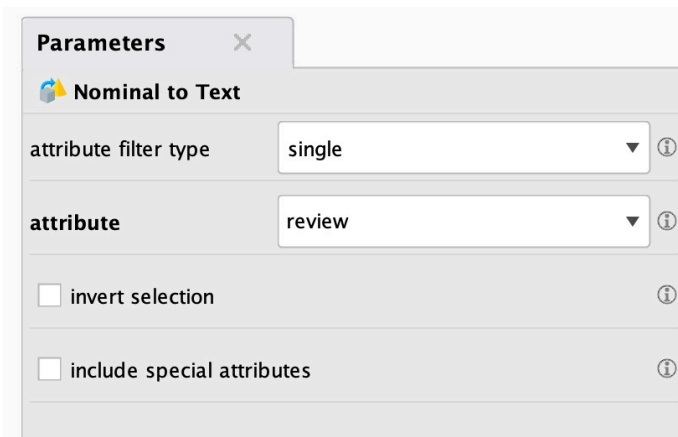 Parameters
Nominal to Text
attribute filter type single
attribute review
invert selection
include special attributes